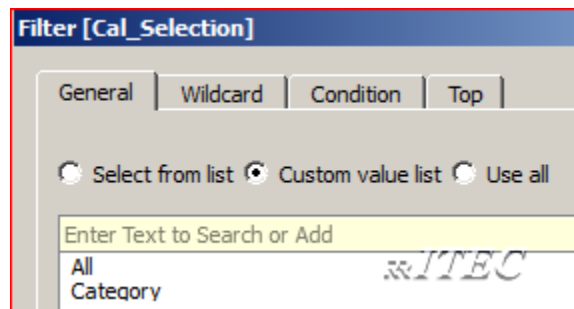 Filter [Cal_Selection]
General Wildcard Condition Top
Select from list Custom value list Use all
Enter Text to Search or Add
All
Category
ITEC